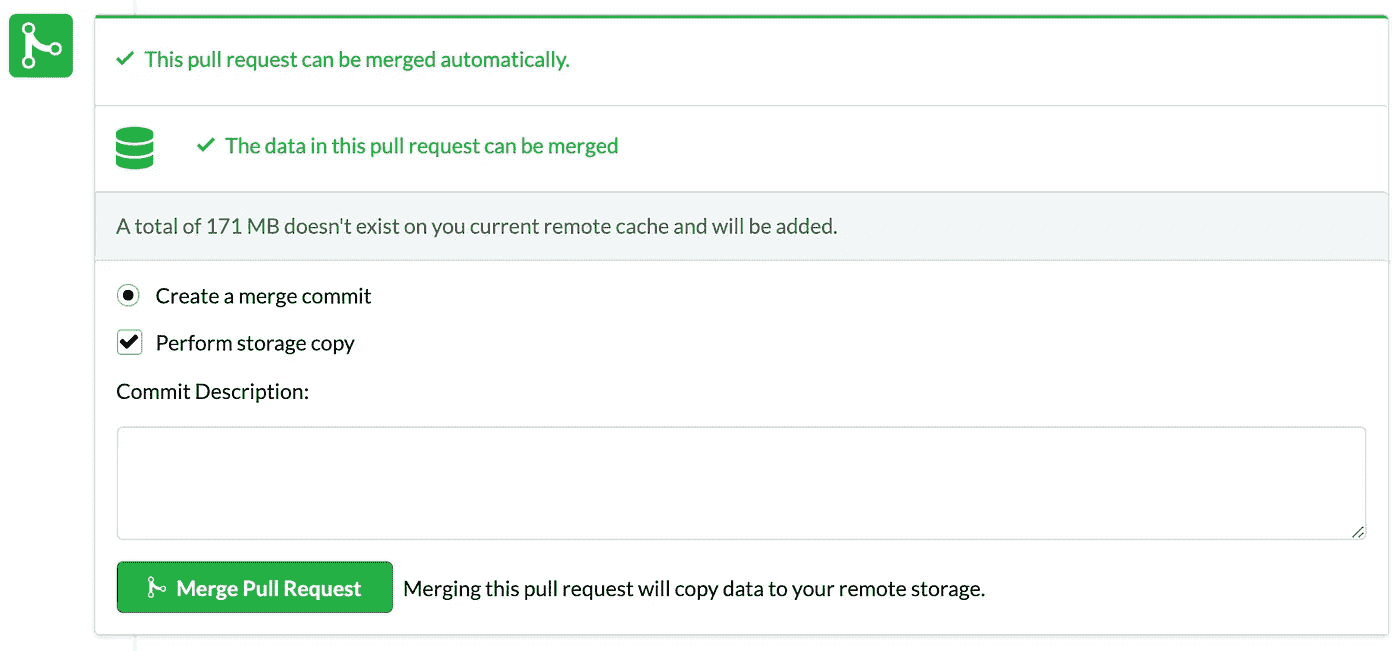 This pull request can be merged automatically.
The data in this pull request can be merged
A total of 171 MB doesn't exist on you current remote cache and will be added.
Create a merge commit
Perform storage copy
Commit Description:
Merge Pull Request Merging this pull request will copy data to your remote storage.